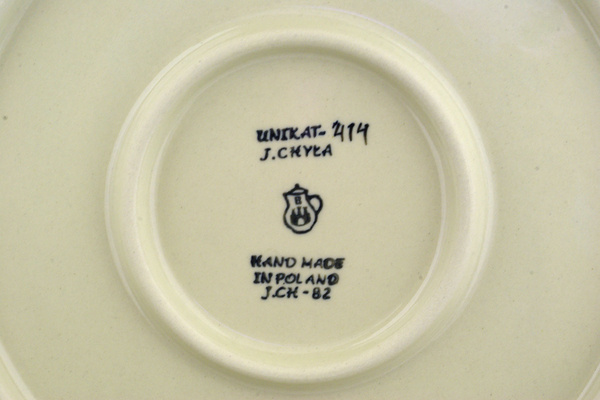 UNIKAT-414
J.CHYŁA
B
HAND MADE
IN POLAND
J.CH-82